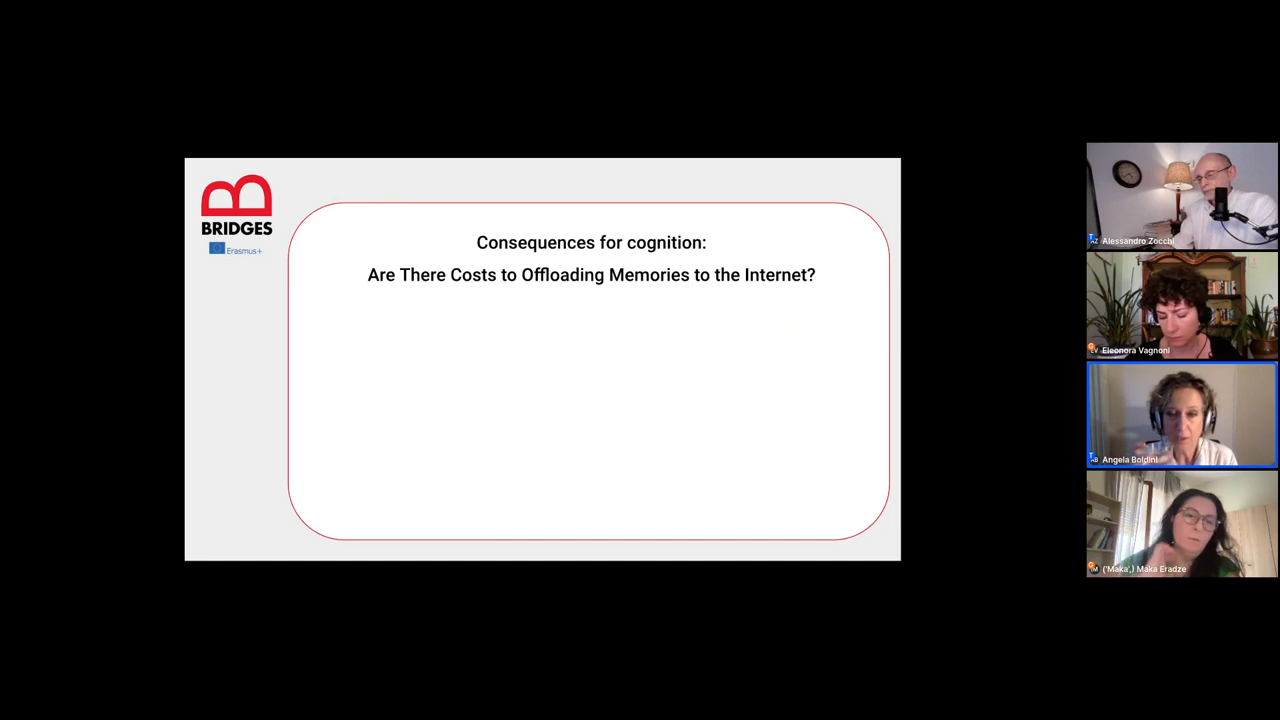 BRIDGES
Erasmus+
Consequences for cognition:
Are There Costs to Offloading Memories to the Internet?
Alessandro Zocchi
Eleonora Vagnoni
Angela Boldini
('Maka',) Maka Eradze